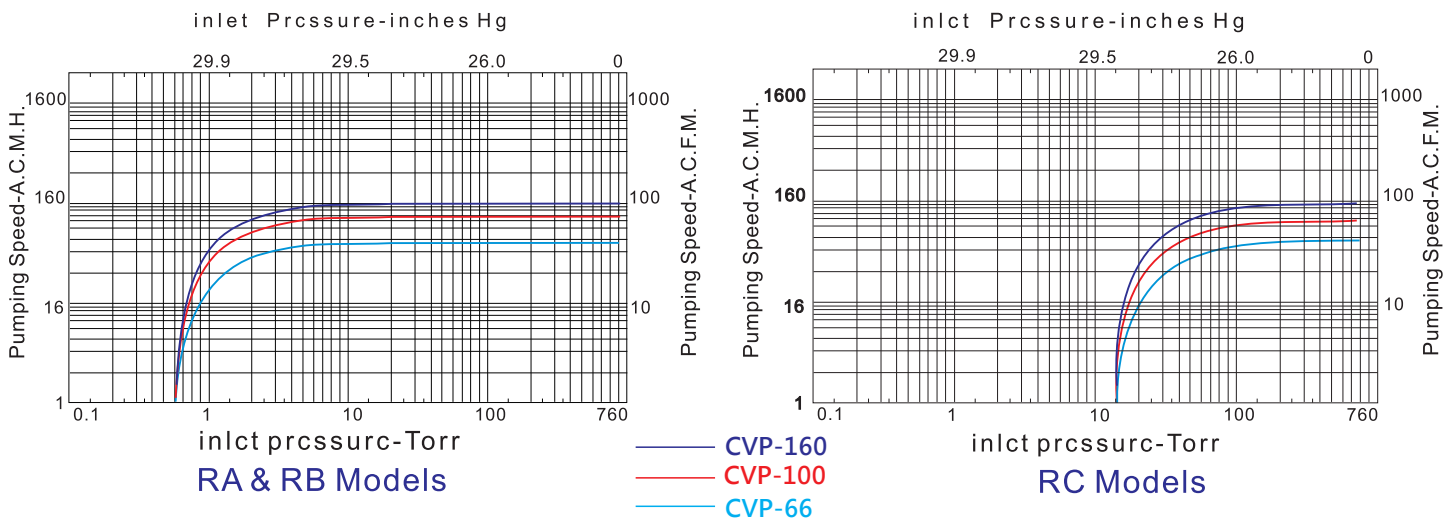 inlet Prcssure-inches Hg
29.9 29.5 26.0 0
1600 1000
160 100
16 10
1
0.1 1 10 100 760
Pumping Speed-A.C.M.H.
Pumping Speed-A.C.F.M.
inlct prcssurc-Torr
RA & RB Models
inlct Prcssure-inches Hg
29.9 29.5 26.0 0
1600 1000
160 100
16 10
1
0.1 1 10 100 760
Pumping Speed-A.C.M.H.
Pumping Speed-A.C.F.M.
inlct prcssurc-Torr
RC Models
CVP-160
CVP-100
CVP-66